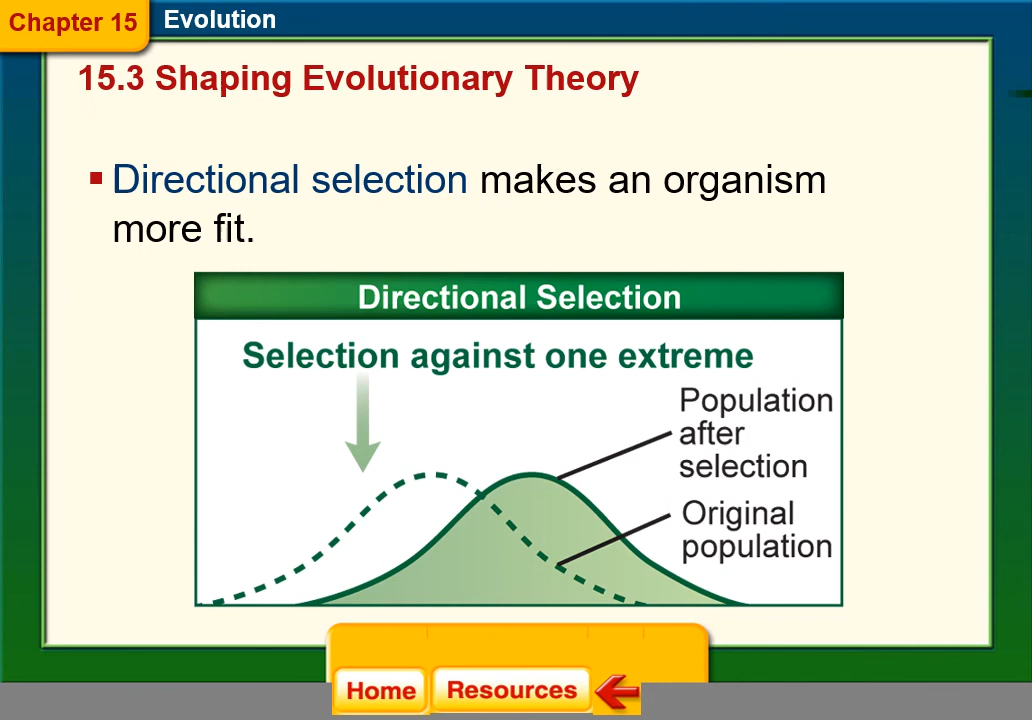 Chapter 15
Evolution
15.3 Shaping Evolutionary Theory
Directional selection makes an organism
more fit.
Directional Selection
Selection against one extreme
Population
after
selection
Original
population
Home
Resources